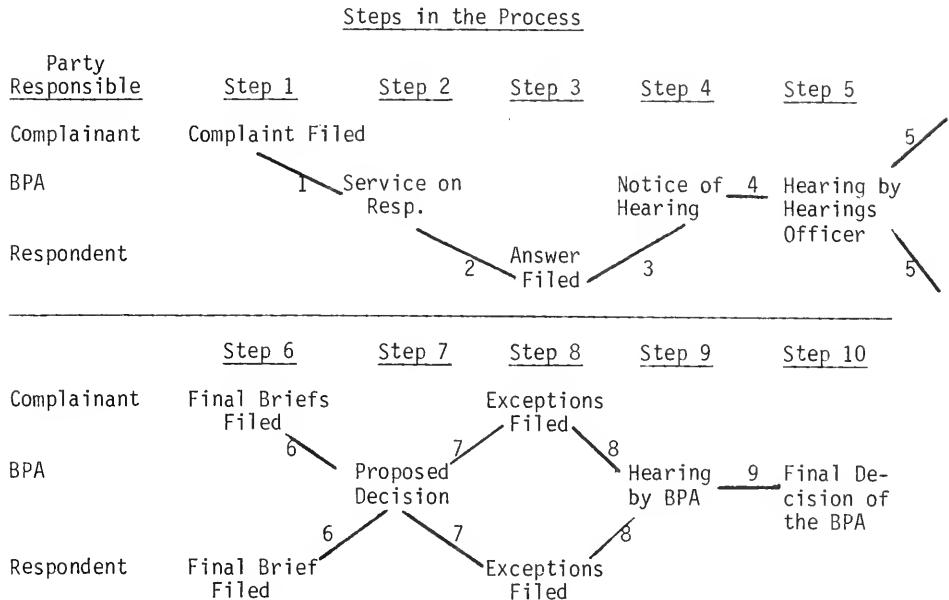 Steps in the Process
Party
Responsible Step 1 Step 2 Step 3 Step 4 Step 5
Complainant Complaint Filed 5
BPA 1 Service on Notice of 4 Hearing by
Resp. Hearing Hearings
Officer
Respondent 2 Answer 3 5
Filed
Step 6 Step 7 Step 8 Step 9 Step 10
Complainant Final Briefs Exceptions
Filed Filed
6 7 8
BPA Proposed Hearing 9 Final De-
Decision by BPA cision of
the BPA
6 7 8
Respondent Final Brief Exceptions
Filed Filed